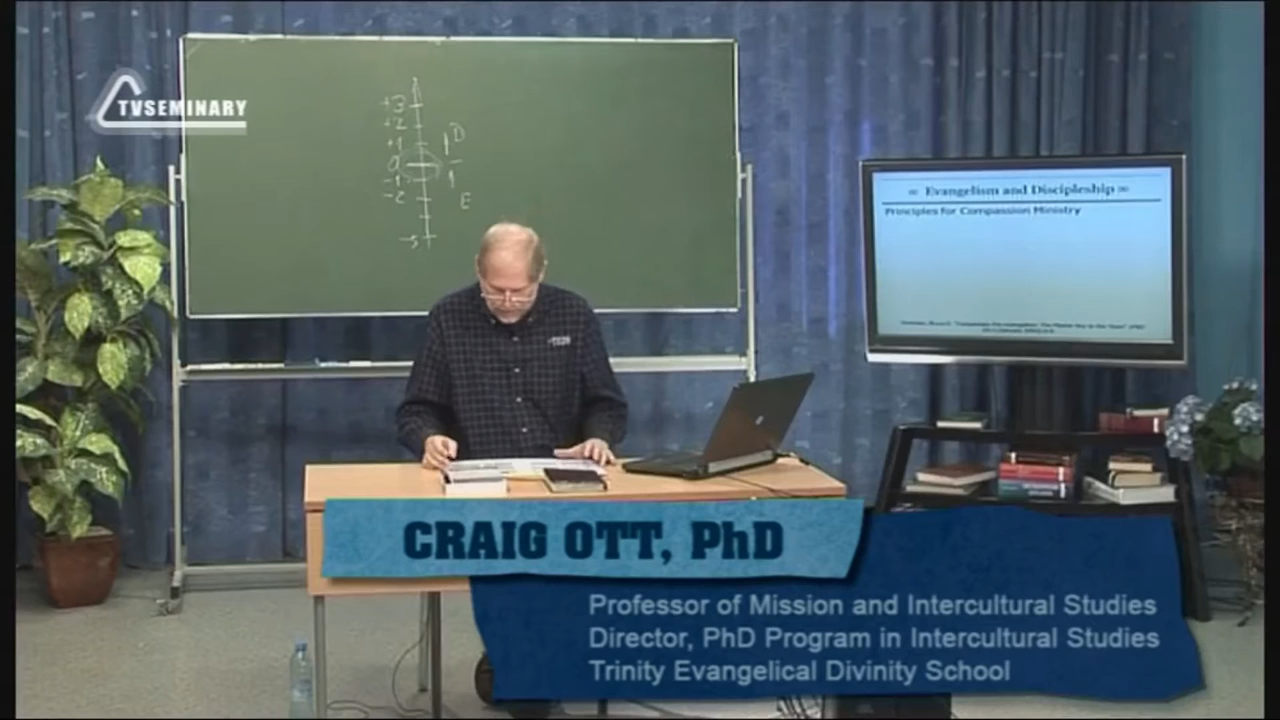 TVSEMINARY
+3
+2
+1
0
-1
-2
-5
D
E
Evangelism and Discipleship
Principles for Compassion Ministry
CRAIG OTT, PhD
Professor of Mission and Intercultural Studies
Director, PhD Program in Intercultural Studies
Trinity Evangelical Divinity School